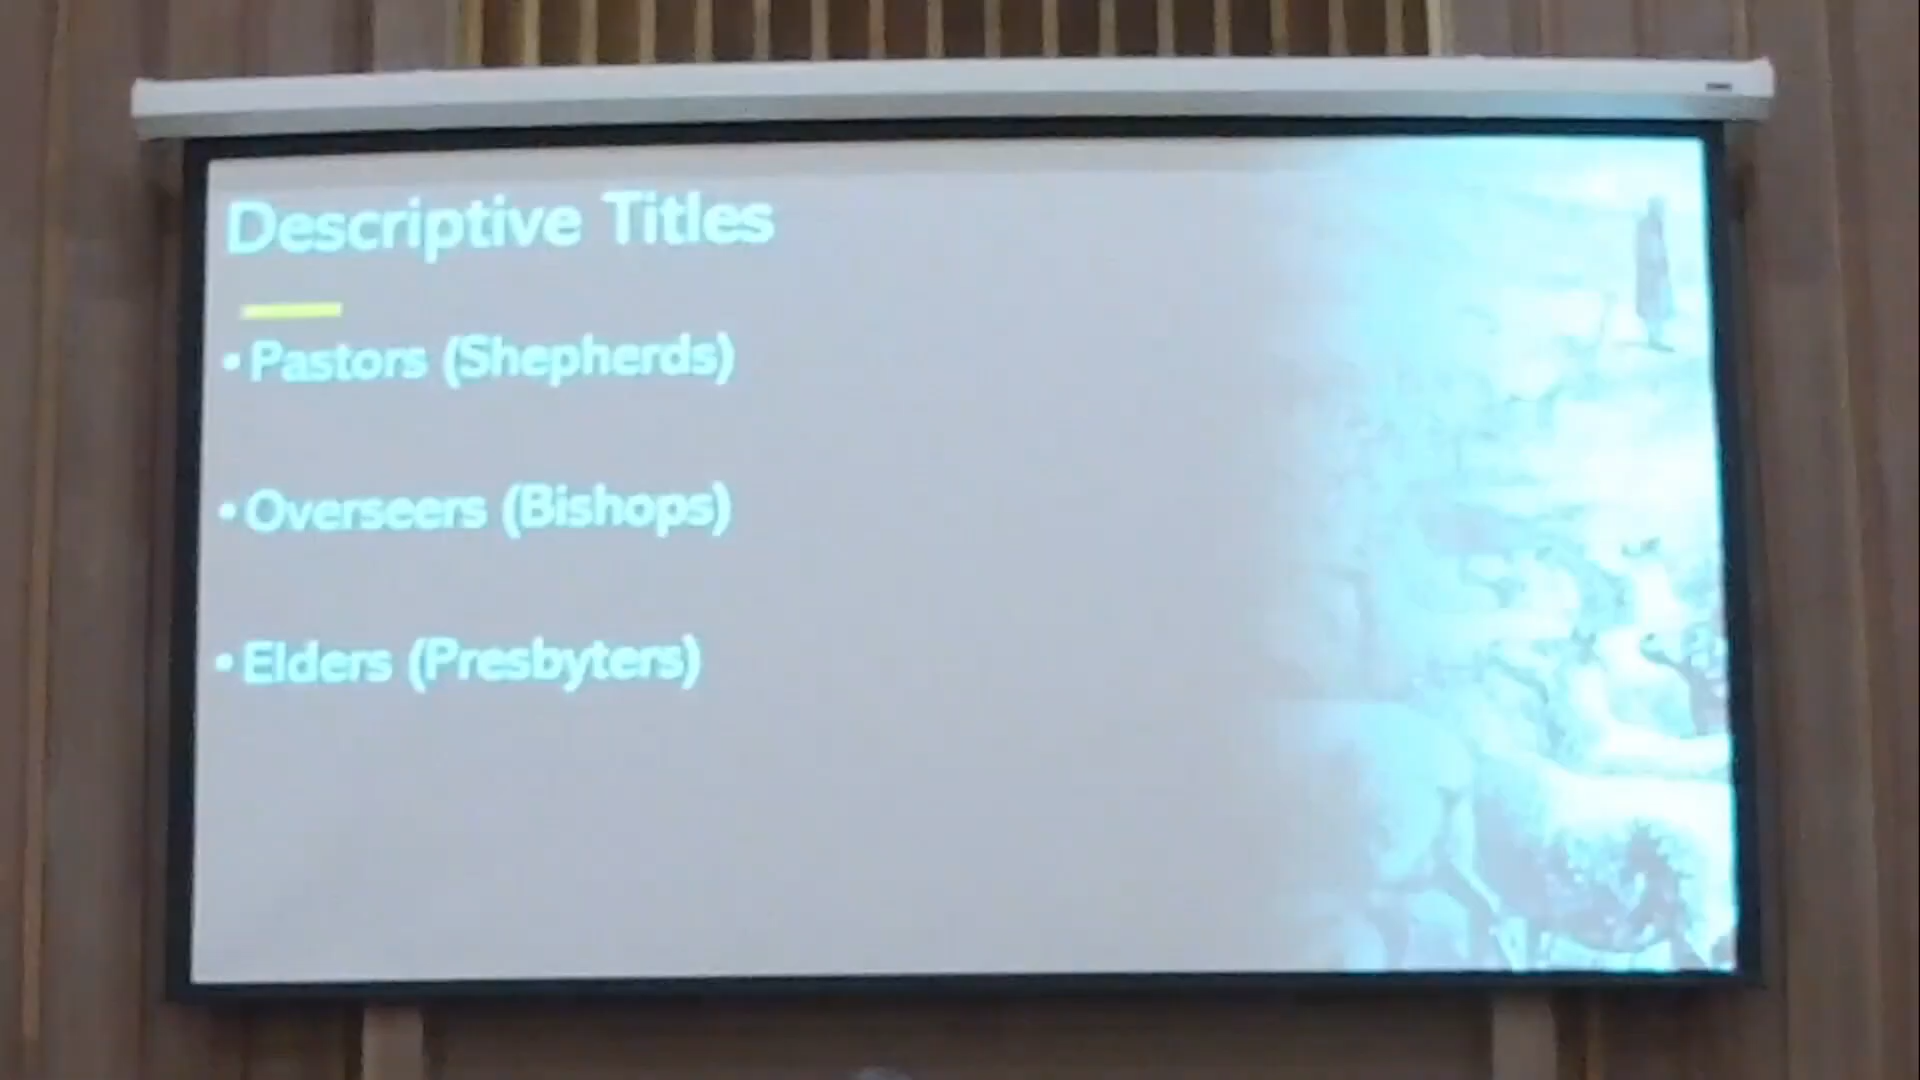 Descriptive Titles
• Pastors (Shepherds)
• Overseers (Bishops)
• Elders (Presbyters)